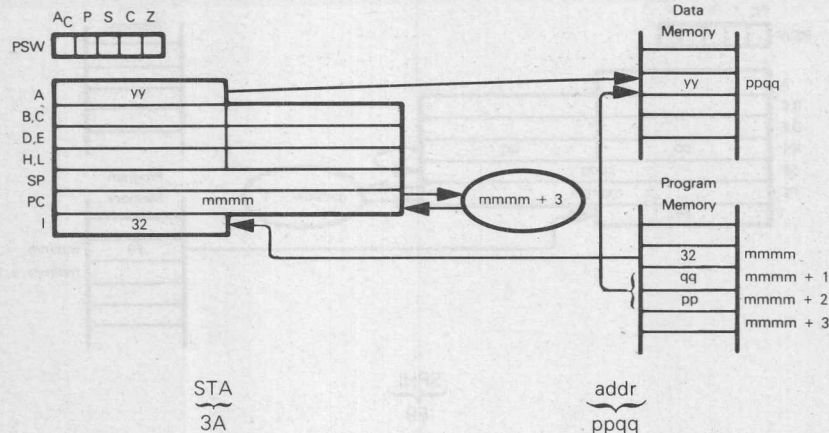 AC P S C Z
PSW
Data
Memory
A yy
yy ppqq
B,C
D,E
H,L
SP
PC mmmm
mmmm + 3
I 32
Program
Memory
32 mmmm
qq mmmm + 1
pp mmmm + 2
mmmm + 3
STA addr
3A ppqq